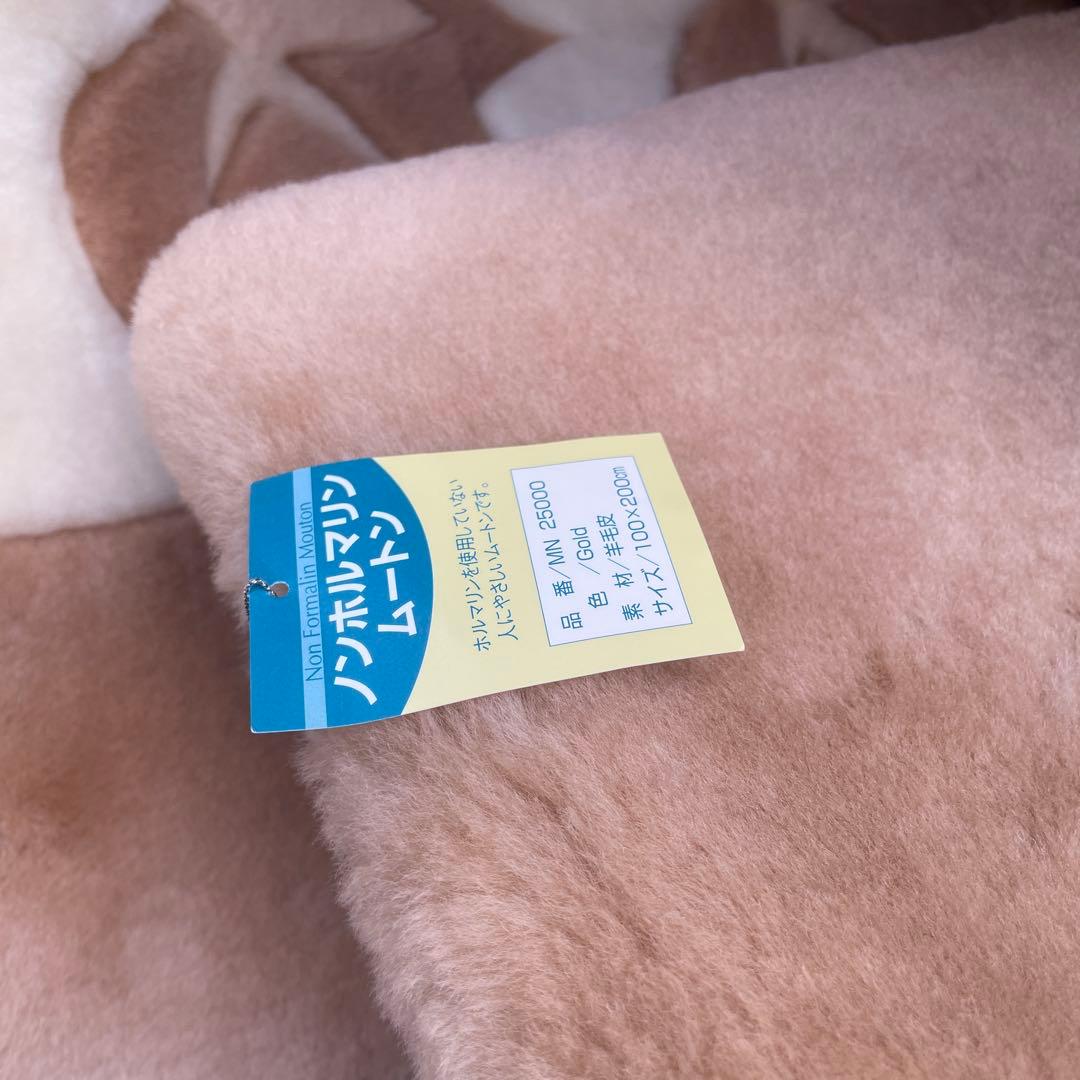 Non Formalin Mouton
ノンホルマリン
ムートン
ホルマリンを使用していない
人にやさしいムートンです。
品 番/MN 25000
色 /Gold
素 材/羊毛皮
サイズ/100×200cm